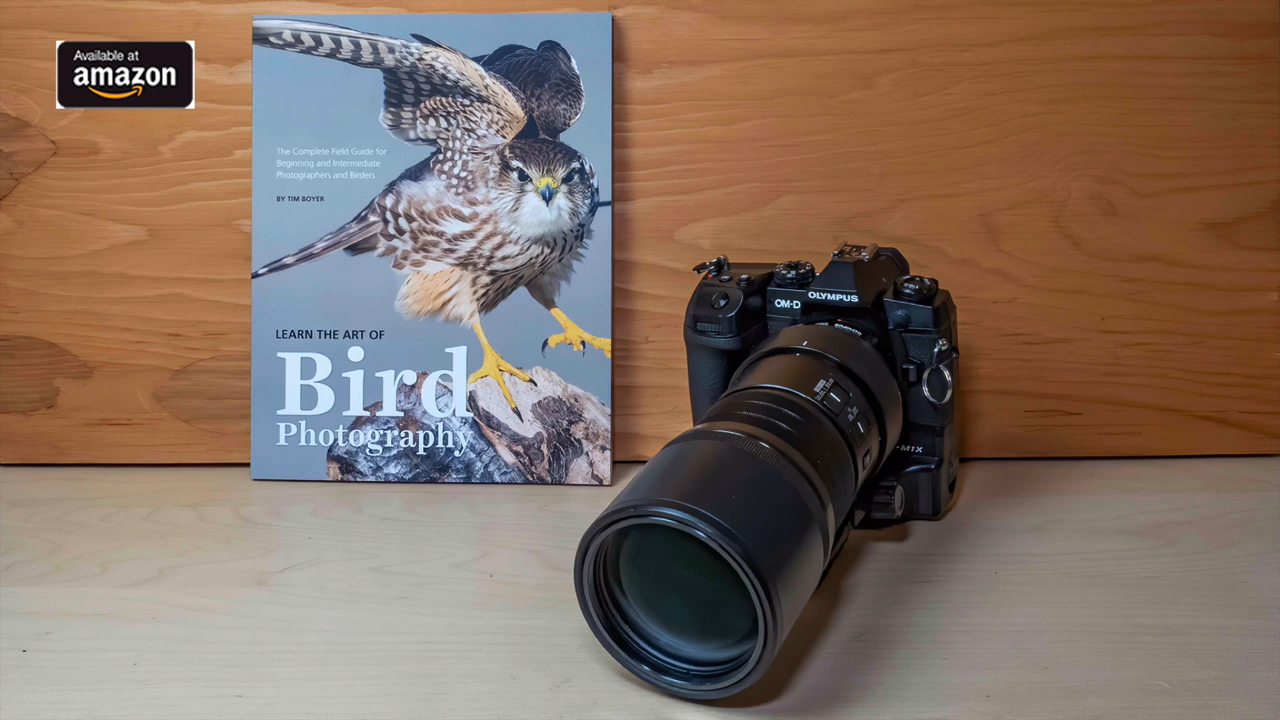 Available at
amazon
The Complete Field Guide for
Beginning and Intermediate
Photographers and Birders
BY TIM BOYER
LEARN THE ART OF
Bird
Photography
OLYMPUS
OM-D
-M1X